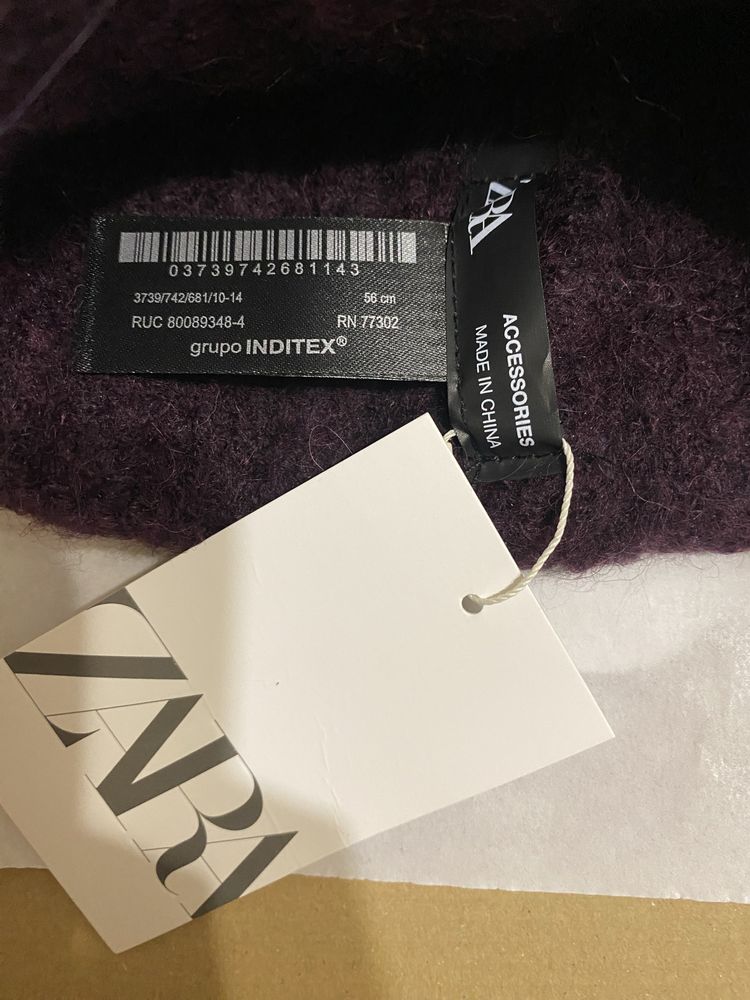 03739742681143
3739/742/681/10-14 56 cm
RUC 80089348-4 RN 77302
grupo INDITEX®
ZARA
ACCESSORIES
MADE IN CHINA
ZARA